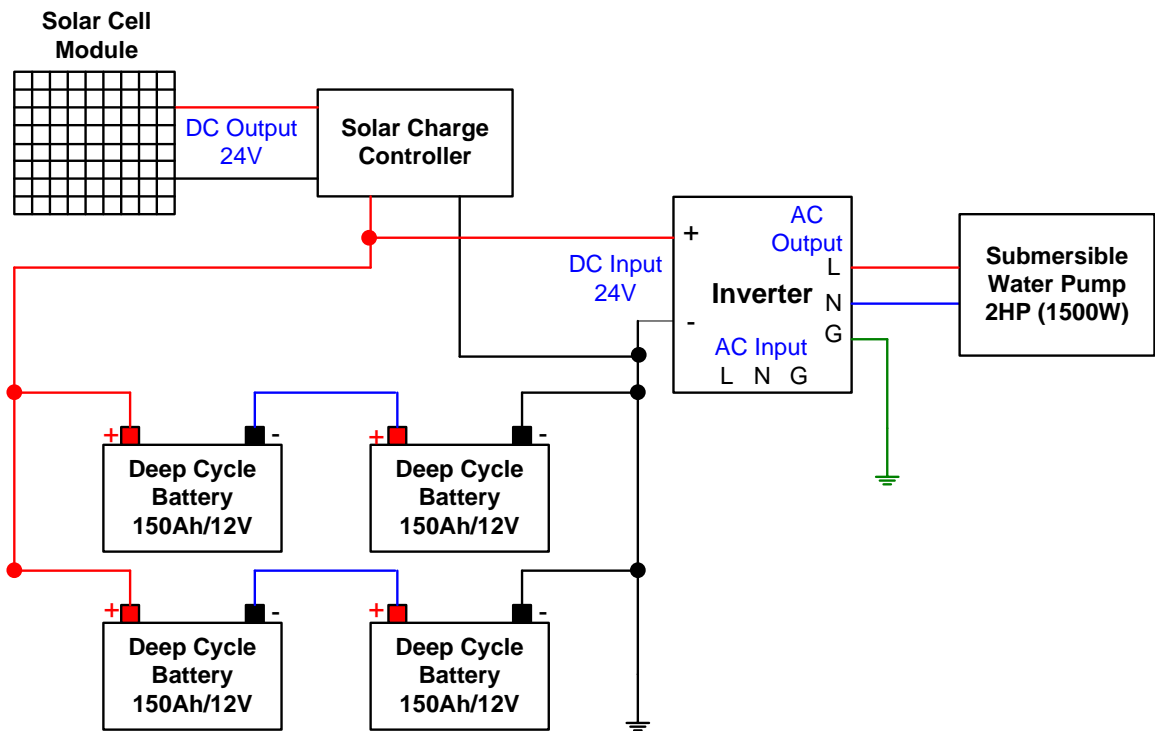 Solar Cell
Module
DC Output
24V
Solar Charge
Controller
DC Input
24V
+
-
AC
Output
L
Inverter
N
G
AC Input
L N G
Submersible
Water Pump
2HP (1500W)
+
-
Deep Cycle
Battery
150Ah/12V
+
-
Deep Cycle
Battery
150Ah/12V
+
-
Deep Cycle
Battery
150Ah/12V
+
-
Deep Cycle
Battery
150Ah/12V